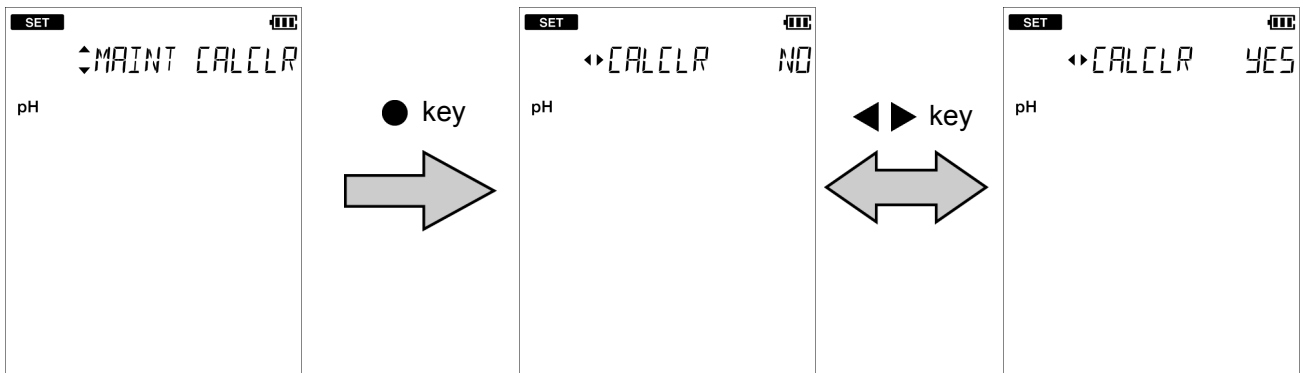 SET
MAINT CALCLR
pH
● key
SET
CALCLR NO
pH
◀▶ key
SET
CALCLR YES
pH